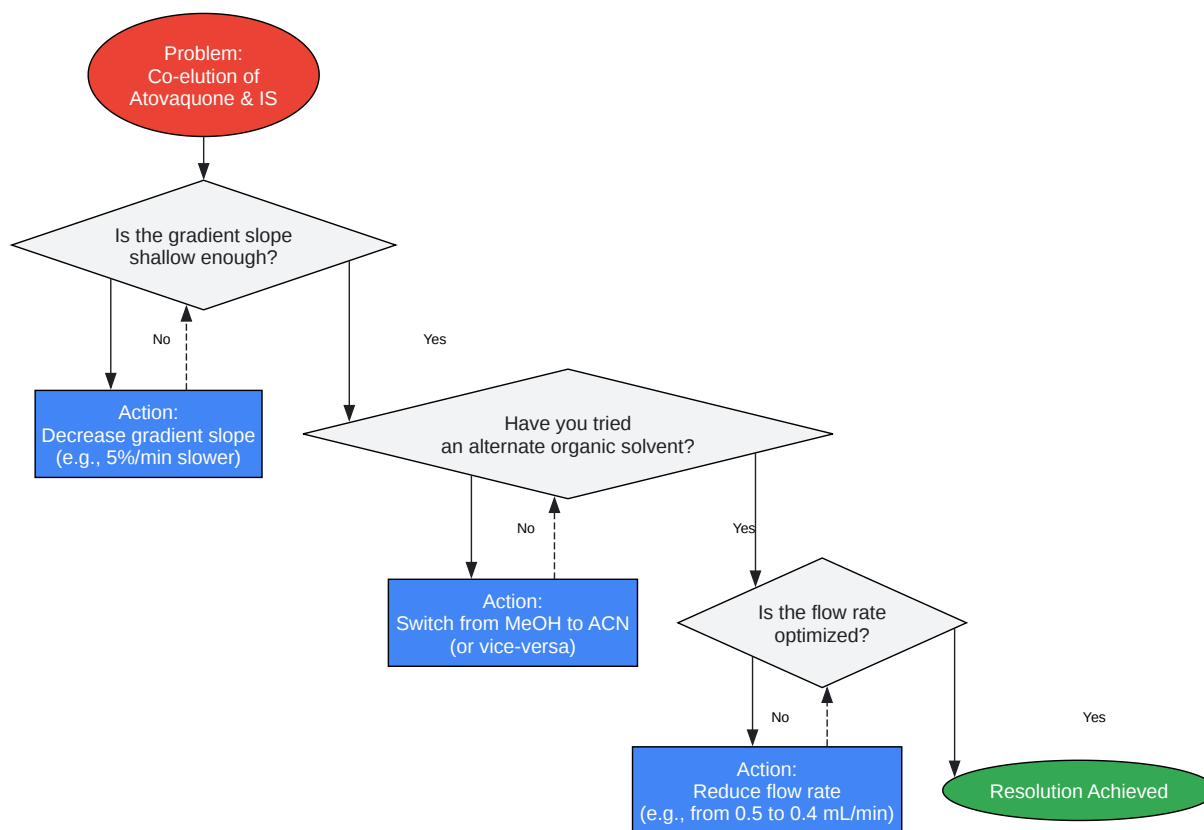 Problem:
Co-elution of
Atovaquone & IS
Is the gradient slope
shallow enough?
No
Yes
Action:
Decrease gradient slope
(e.g., 5%/min slower)
Have you tried
an alternate organic solvent?
No
Yes
Action:
Switch from MeOH to ACN
(or vice-versa)
Is the flow rate
optimized?
No
Yes
Action:
Reduce flow rate
(e.g., from 0.5 to 0.4 mL/min)
Resolution Achieved